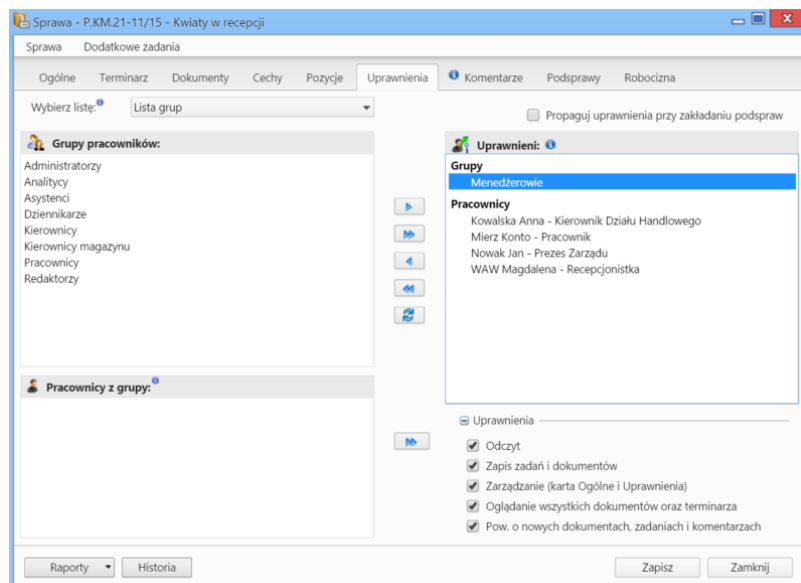 Sprawa - P.KM.21-11/15 - Kwiaty w recepcji
Sprawa Dodatkowe zadania
Ogólne Terminarz Dokumenty Cechy Pozycje Uprawnienia Komentarze Podsprawy Robocizna
Wybierz listę: Lista grup
Propaguj uprawnienia przy zakładaniu podspraw
Grupy pracowników:
Administratorzy
Analitycy
Asystenci
Dziennikarze
Kierownicy
Kierownicy magazynu
Pracownicy
Redaktorzy
Pracownicy z grupy:
Uprawnieni:
Grupy
Menedżerowie
Pracownicy
Kowalska Anna - Kierownik Działu Handlowego
Mierz Konto - Pracownik
Nowak Jan - Prezes Zarządu
WAW Magdalena - Recepcjonistka
Uprawnienia
Odczyt
Zapis zadań i dokumentów
Zarządzanie (karta Ogólne i Uprawnienia)
Oglądanie wszystkich dokumentów oraz terminarza
Pow. o nowych dokumentach, zadaniach i komentarzach
Raporty Historia Zapisz Zamknij